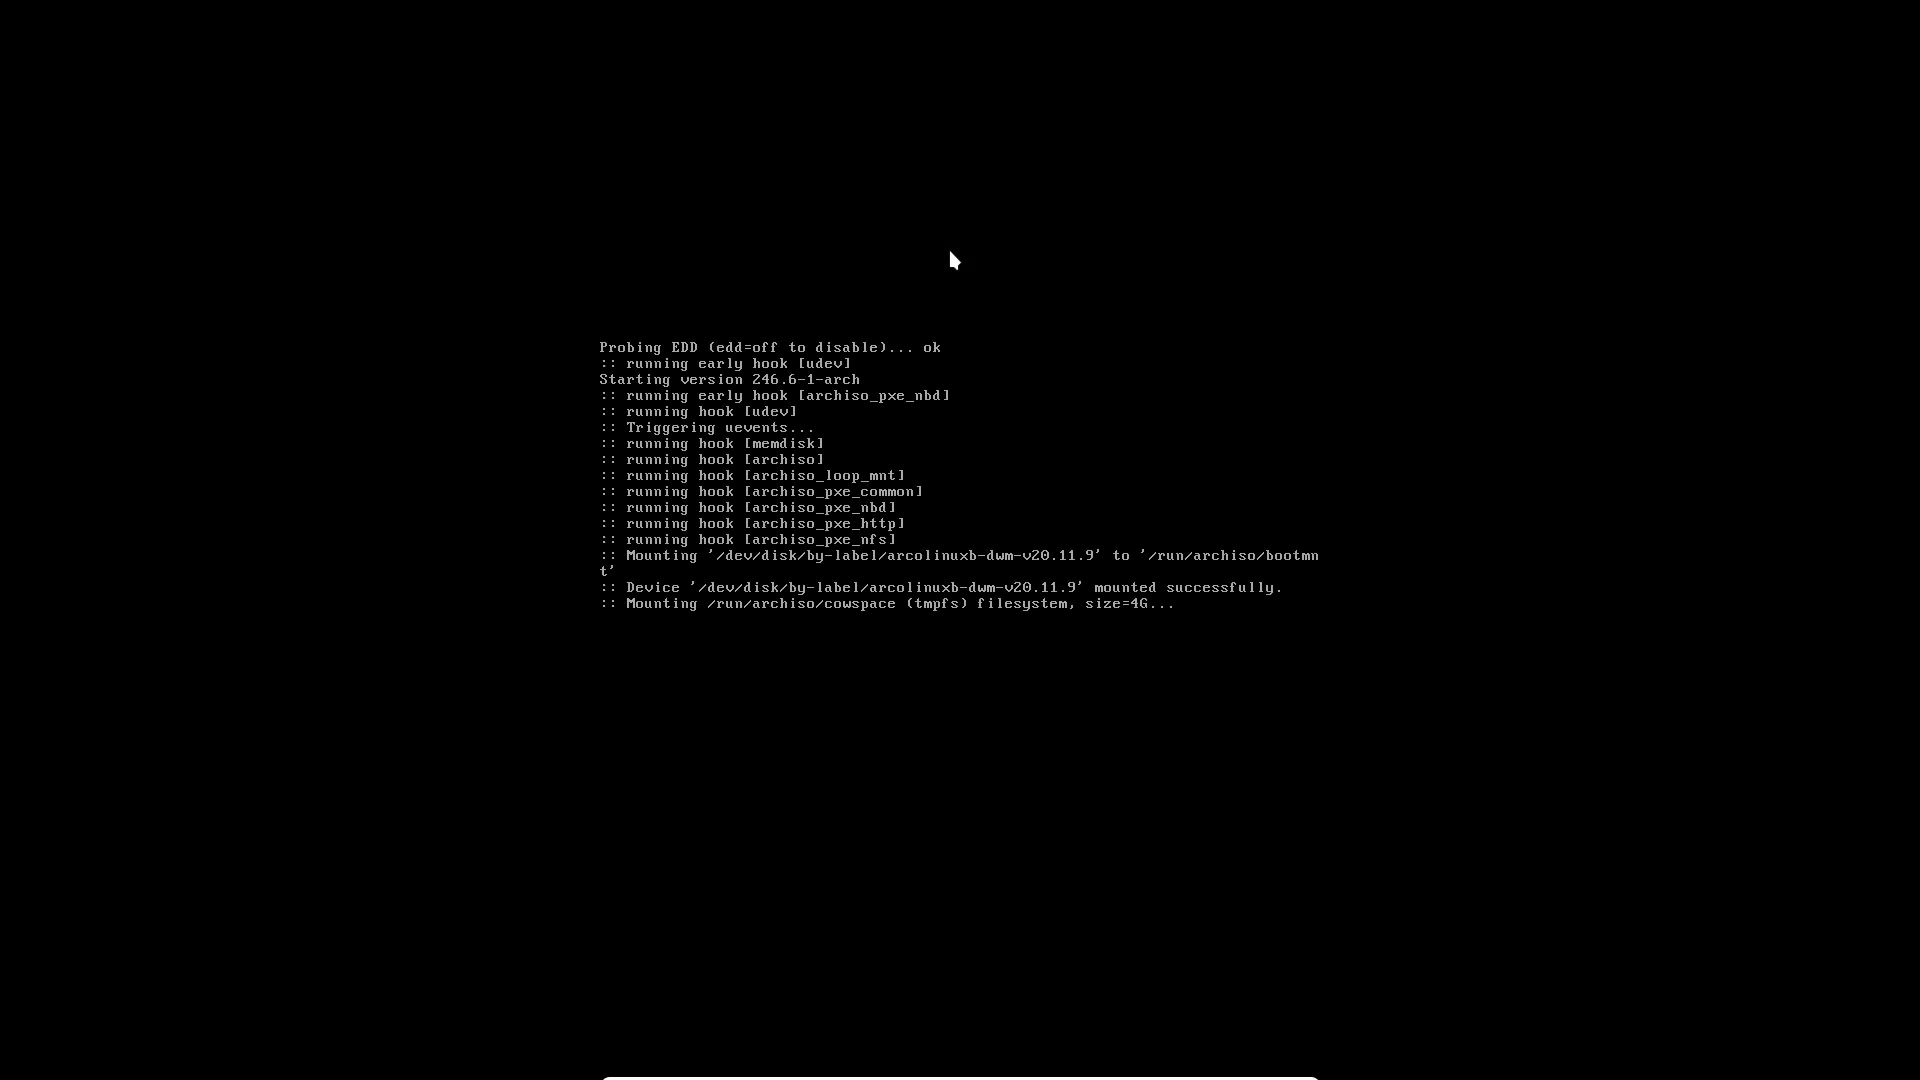 Probing EDD (edd=off to disable)... ok
:: running early hook [udev]
Starting version 246.6-1-arch
:: running early hook [archiso_pxe_nbd]
:: running hook [udev]
:: Triggering uevents...
:: running hook [memdisk]
:: running hook [archiso]
:: running hook [archiso_loop_mnt]
:: running hook [archiso_pxe_common]
:: running hook [archiso_pxe_nbd]
:: running hook [archiso_pxe_http]
:: running hook [archiso_pxe_nfs]
:: Mounting '/dev/disk/by-label/arcolinuxb-dwm-v20.11.9' to '/run/archiso/bootmn
t'
:: Device '/dev/disk/by-label/arcolinuxb-dwm-v20.11.9' mounted successfully.
:: Mounting /run/archiso/cowspace (tmpfs) filesystem, size=4G...